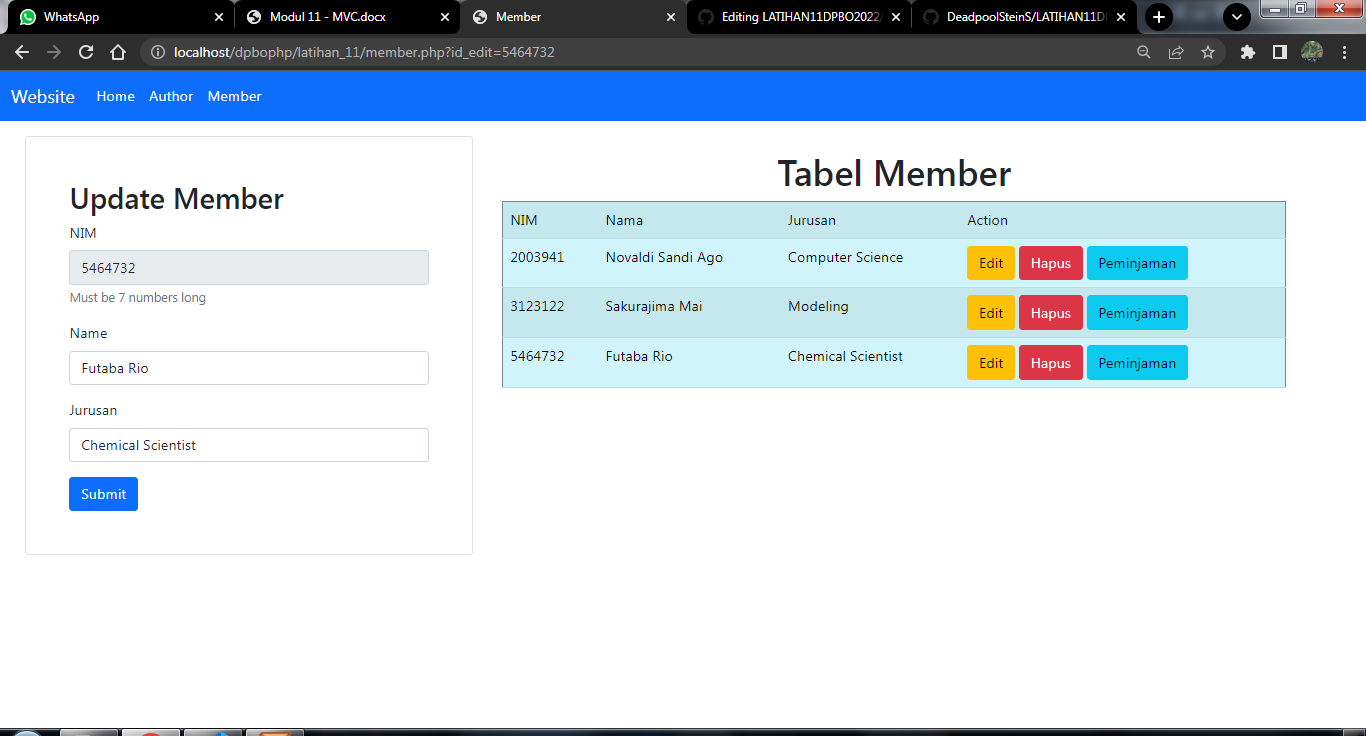 WhatsApp
Modul 11 - MVC.docx
Member
Editing LATIHAN11DPBO2022
DeadpoolSteinS/LATIHAN11D
localhost/dpbophp/latihan_11/member.php?id_edit=5464732
Website Home Author Member
Update Member
NIM
5464732
Must be 7 numbers long
Name
Futaba Rio
Jurusan
Chemical Scientist
Submit
Tabel Member
NIM Nama Jurusan Action
2003941 Novaldi Sandi Ago Computer Science Edit Hapus Peminjaman
3123122 Sakurajima Mai Modeling Edit Hapus Peminjaman
5464732 Futaba Rio Chemical Scientist Edit Hapus Peminjaman